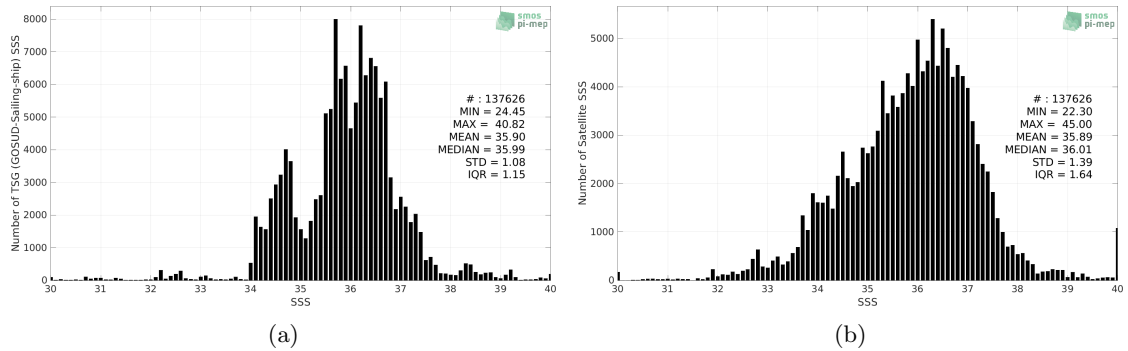 smos
pi-mep
8000
7000
6000
5000
4000
3000
2000
1000
0
Number of TSG (GOSUD-Sailing-ship) SSS
# : 137626
MIN = 24.45
MAX = 40.82
MEAN = 35.90
MEDIAN = 35.99
STD = 1.08
IQR = 1.15
30 31 32 33 34 35 36 37 38 39 40
SSS
(a)
smos
pi-mep
5000
4000
3000
2000
1000
0
Number of Satellite SSS
# : 137626
MIN = 22.30
MAX = 45.00
MEAN = 35.89
MEDIAN = 36.01
STD = 1.39
IQR = 1.64
30 31 32 33 34 35 36 37 38 39 40
SSS
(b)